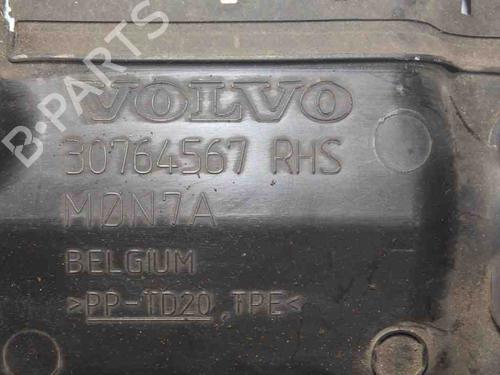 B-PARTS
VOLVO
30764567 RHS
MØN7A
BELGIUM
>PP-TD20,TPE<